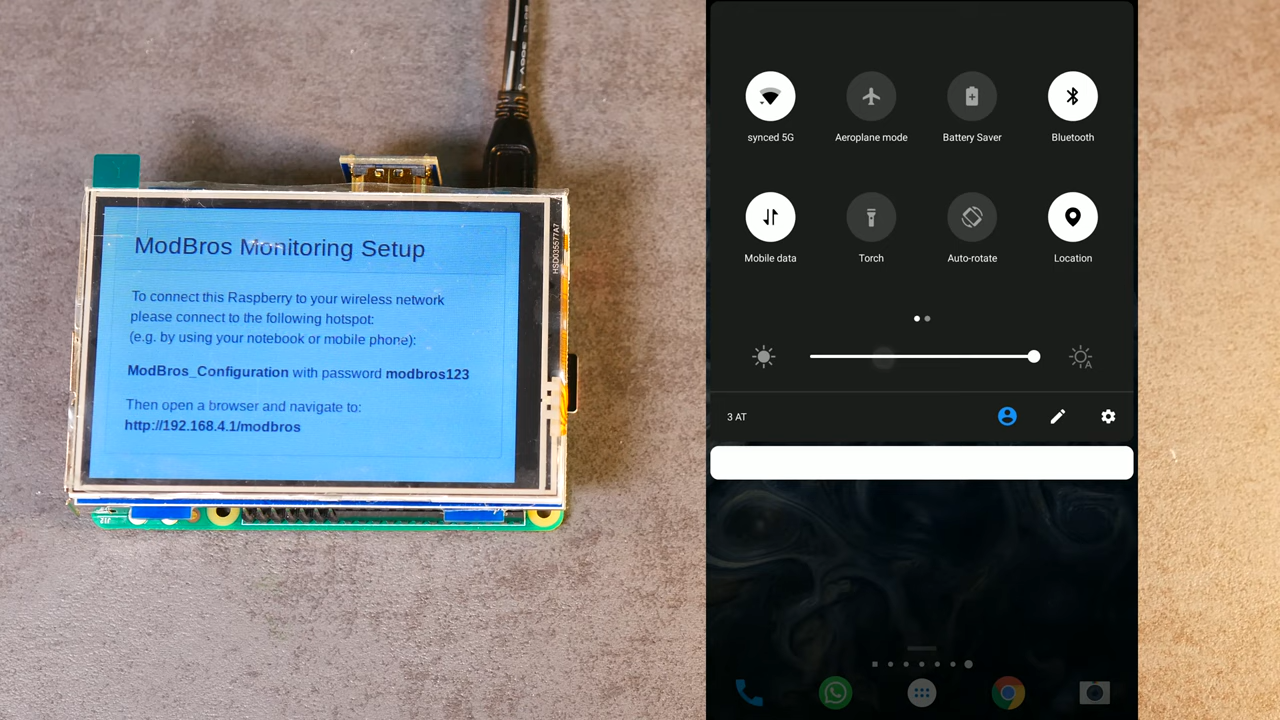 ModBros Monitoring Setup
To connect this Raspberry to your wireless network
please connect to the following hotspot:
(e.g. by using your notebook or mobile phone):
ModBros_Configuration with password modbros123
Then open a browser and navigate to:
http://192.168.4.1/modbros
HSD035577A7
synced 5G
Aeroplane mode
Battery Saver
Bluetooth
Mobile data
Torch
Auto-rotate
Location
A
3 AT